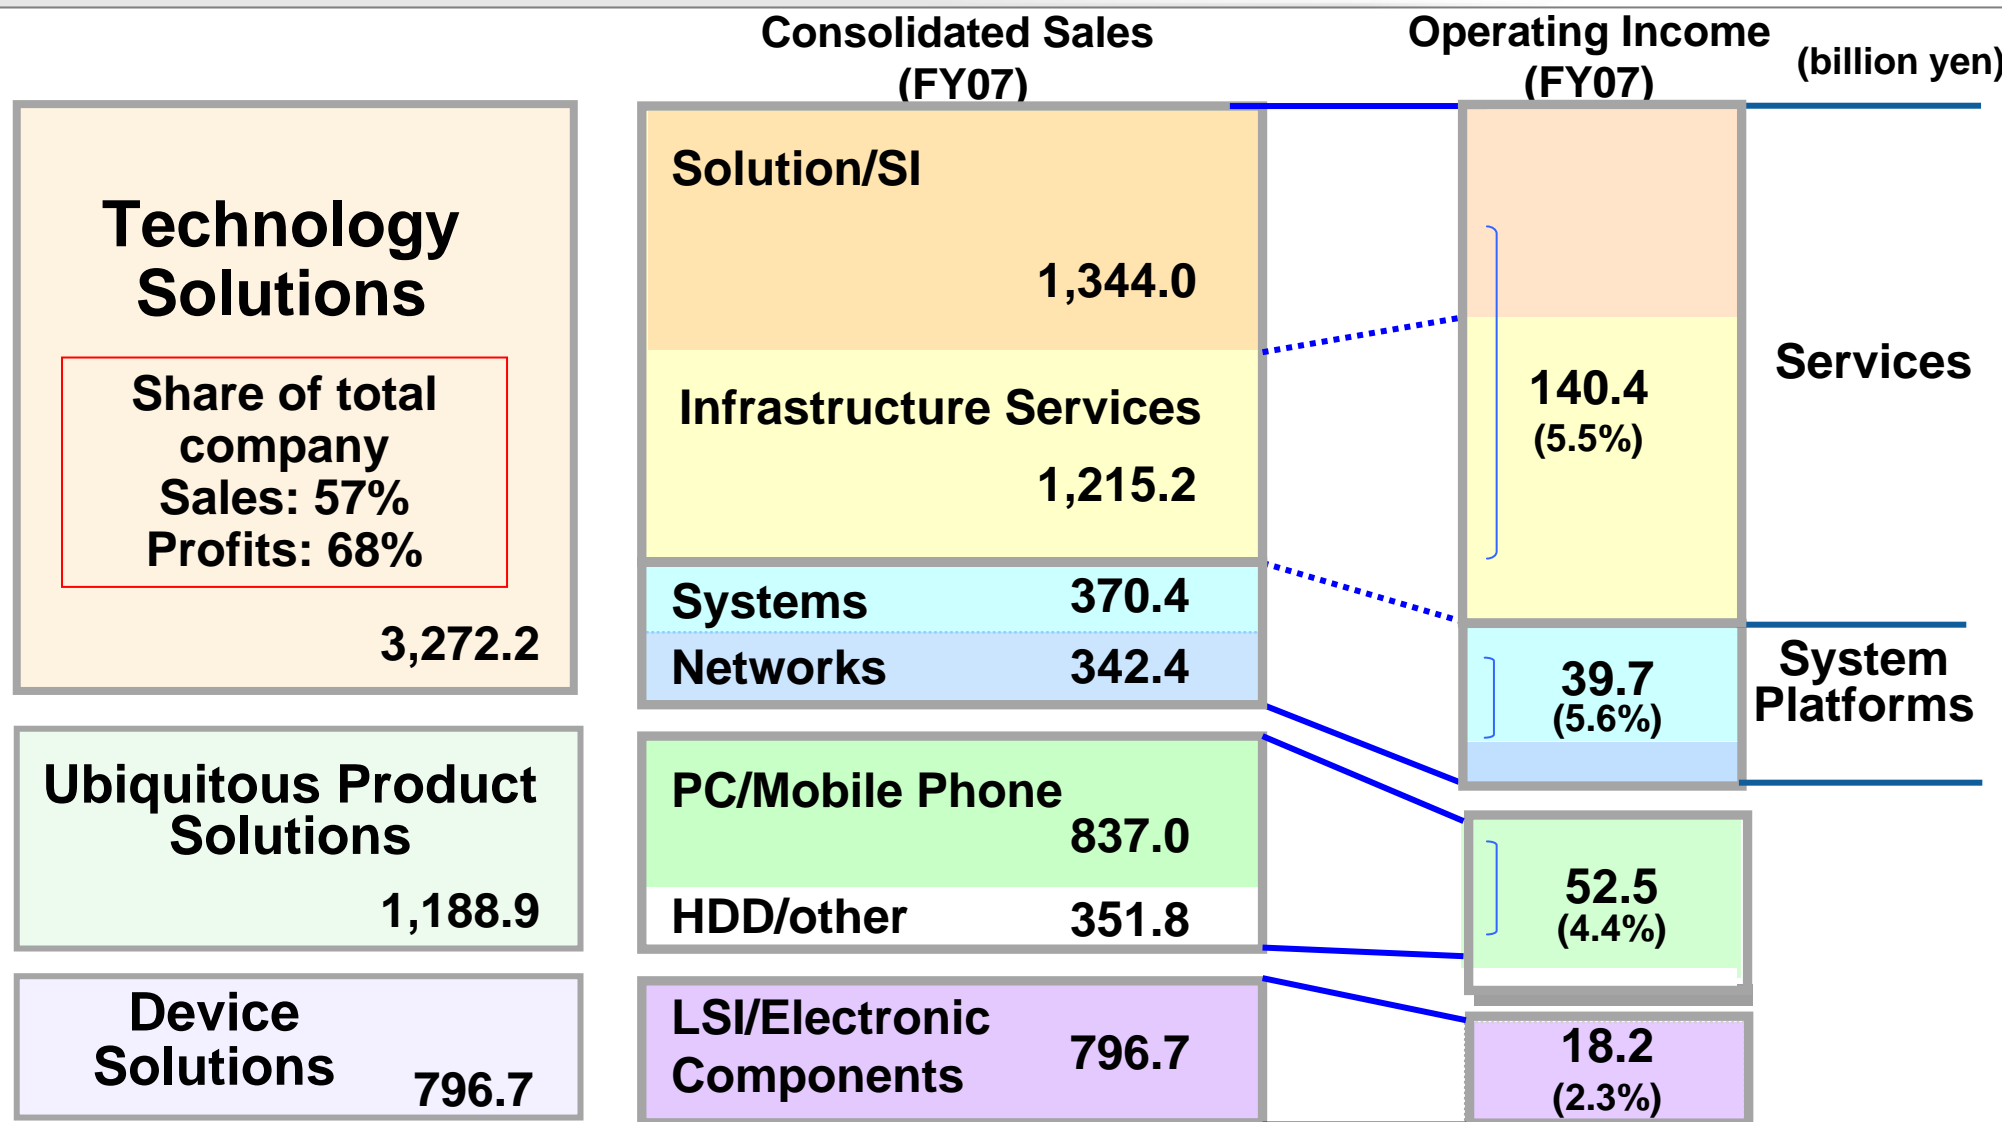 Consolidated Sales
(FY07)
Operating Income
(FY07)
(billion yen)
Technology
Solutions
Share of total
company
Sales: 57%
Profits: 68%
3,272.2
Solution/SI
1,344.0
Infrastructure Services
1,215.2
Systems 370.4
Networks 342.4
140.4
(5.5%)
Services
39.7
(5.6%)
System
Platforms
Ubiquitous Product
Solutions
1,188.9
PC/Mobile Phone
837.0
HDD/other 351.8
52.5
(4.4%)
Device
Solutions
796.7
LSI/Electronic
Components
796.7
18.2
(2.3%)